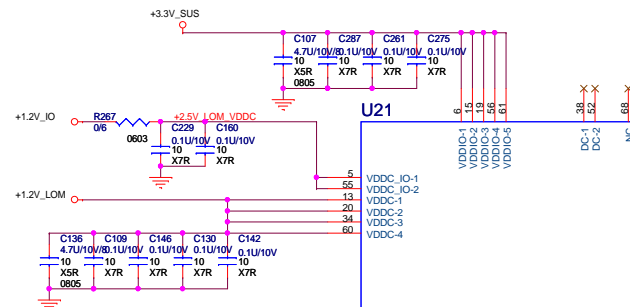 +3.3V_SUS
C107 C287 C261 C275
4.7U/10V/8 0.1U/10V 0.1U/10V 0.1U/10V
10 10 10 10
X5R X7R X7R X7R
0805
U21
6 15 19 56 61 38 52 68
VDDIO-1 VDDIO-2 VDDIO-3 VDDIO-4 VDDIO-5 DC-1 DC-2 NC
+1.2V_IO R267 +2.5V_LOM_VDDC
0/6 0603
C229 C160
0.1U/10V 0.1U/10V
10 10
X7R X7R
5 VDDC_IO-1
55 VDDC_IO-2
+1.2V_LOM 13 VDDC-1
20 VDDC-2
34 VDDC-3
60 VDDC-4
C136 C109 C146 C130 C142
4.7U/10V/8 0.1U/10V 0.1U/10V 0.1U/10V 0.1U/10V
10 10 10 10 10
X5R X7R X7R X7R X7R
0805